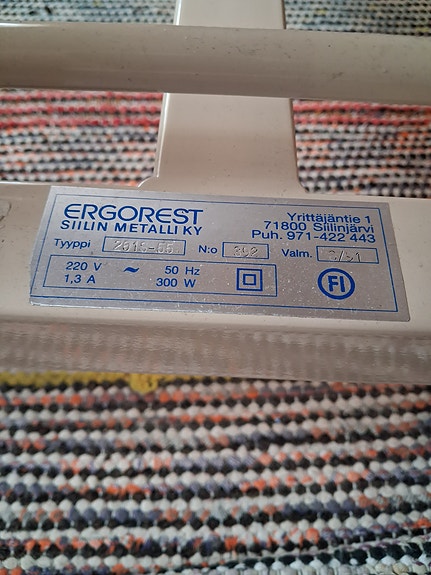 ERGOREST
SIILIN METALLI KY
Yrittäjäntie 1
71800 Siilinjärvi
Puh. 971-422 443
Tyyppi N:o 392 Valm.
220 V ~ 50 Hz
1,3 A 300 W
FI